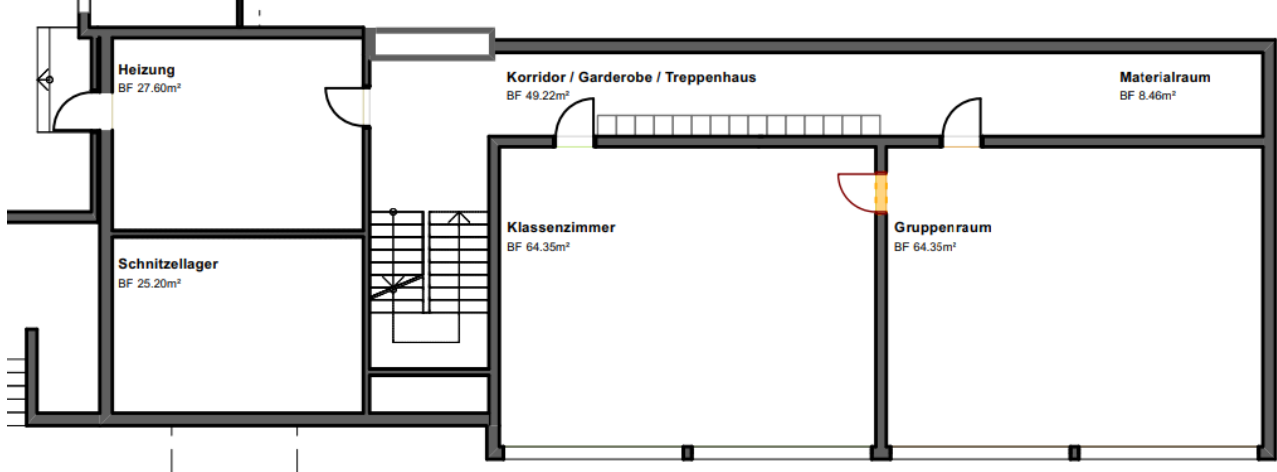 Heizung
BF 27.60m²
Korridor / Garderobe / Treppenhaus
BF 49.22m²
Materialraum
BF 8.46m²
Klassenzimmer
BF 64.35m²
Gruppenraum
BF 64.35m²
Schnitzellager
BF 25.20m²